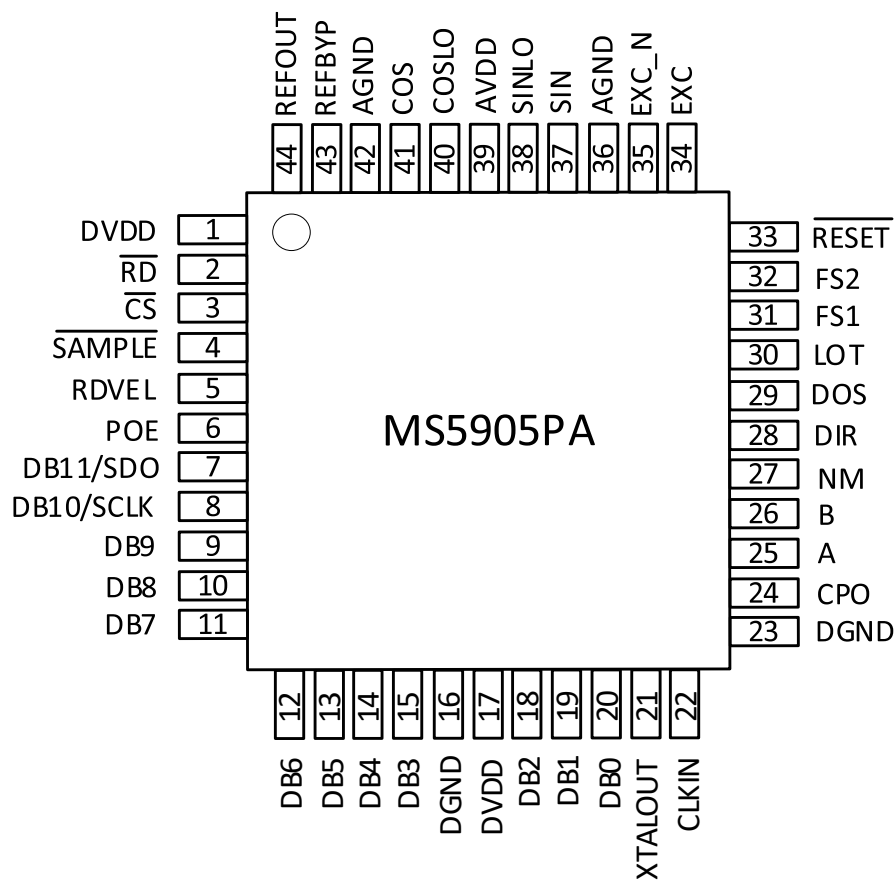 REFOUT REFBYP AGND COS COSLO AVDD SINLO SIN AGND EXC_N EXC
44 43 42 41 40 39 38 37 36 35 34
DVDD 1
RD 2
CS 3
SAMPLE 4
RDVEL 5
POE 6
DB11/SDO 7
DB10/SCLK 8
DB9 9
DB8 10
DB7 11
MS5905PA
33 RESET
32 FS2
31 FS1
30 LOT
29 DOS
28 DIR
27 NM
26 B
25 A
24 CPO
23 DGND
12 13 14 15 16 17 18 19 20 21 22
DB6 DB5 DB4 DB3 DGND DVDD DB2 DB1 DB0 XTALOUT CLKIN